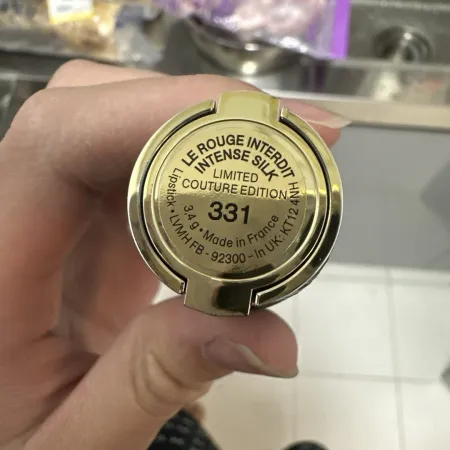 LE ROUGE INTERDIT
INTENSE SILK
LIMITED
COUTURE EDITION
331
3.4 g • Made in France
Lipstick • LVMH FB - 92300 - In UK: KT12 4NH